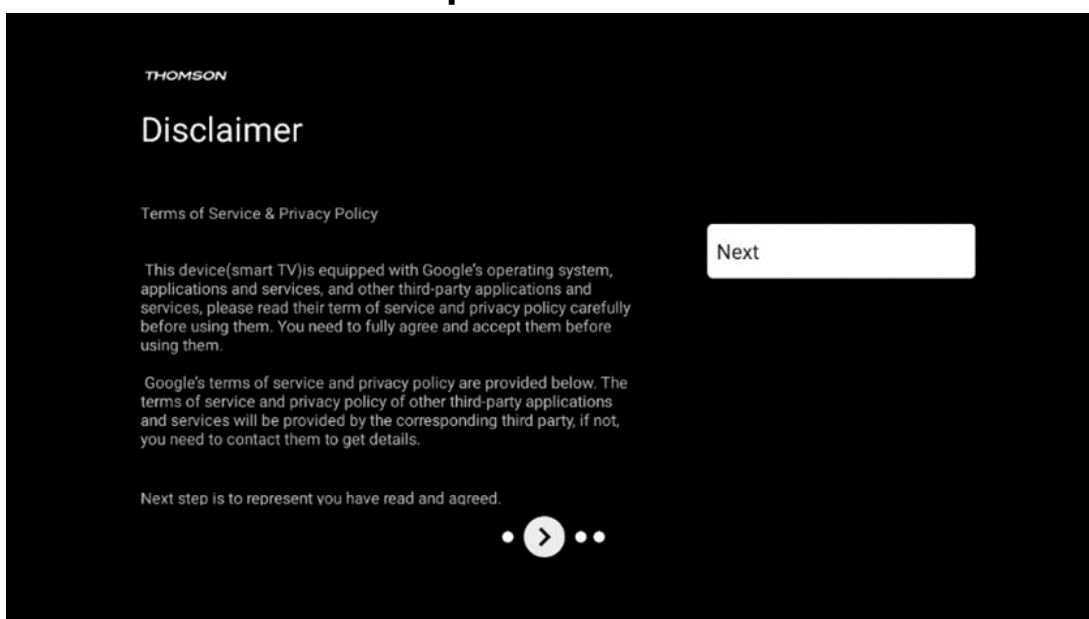 THOMSON
Disclaimer
Terms of Service & Privacy Policy
This device(smart TV)is equipped with Google's operating system,
applications and services, and other third-party applications and
services, please read their term of service and privacy policy carefully
before using them. You need to fully agree and accept them before
using them.
Google's terms of service and privacy policy are provided below. The
terms of service and privacy policy of other third-party applications
and services will be provided by the corresponding third party, if not,
you need to contact them to get details.
Next step is to represent you have read and agreed.
Next